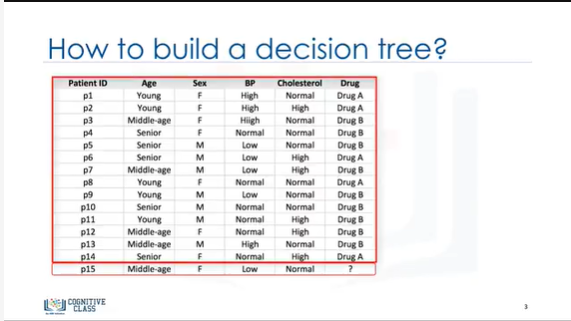 How to build a decision tree?
Patient ID Age Sex BP Cholesterol Drug
p1 Young F High Normal Drug A
p2 Young F High High Drug A
p3 Middle-age F Hiigh Normal Drug B
p4 Senior F Normal Normal Drug B
p5 Senior M Low Normal Drug B
p6 Senior M Low High Drug A
p7 Middle-age M Low High Drug B
p8 Young F Normal Normal Drug A
p9 Young M Low Normal Drug B
p10 Senior M Normal Normal Drug B
p11 Young M Normal High Drug B
p12 Middle-age F Normal High Drug B
p13 Middle-age M High Normal Drug B
p14 Senior F Normal High Drug A
p15 Middle-age F Low Normal ?
COGNITIVE
CLASS
3